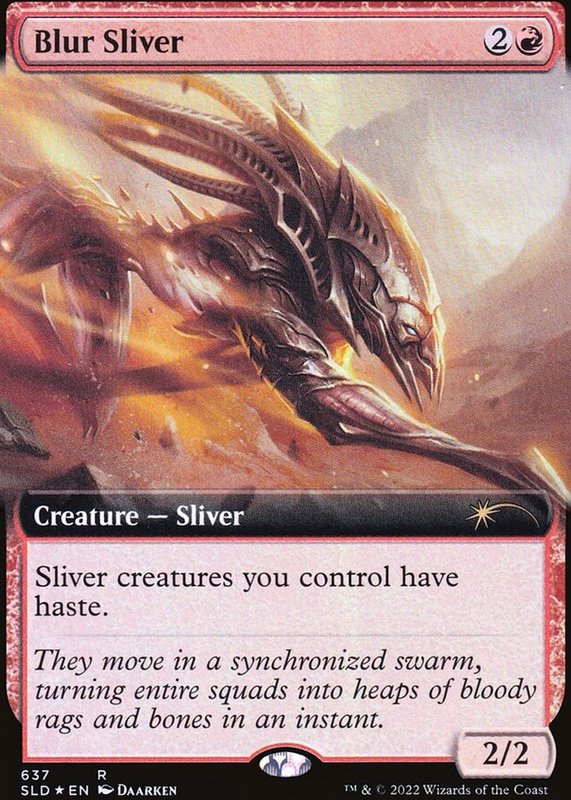 Blur Sliver 2
Creature — Sliver
Sliver creatures you control have
haste.
They move in a synchronized swarm,
turning entire squads into heaps of bloody
rags and bones in an instant.
2/2
637 R
SLD ★ EN Daarken ™ & © 2022 Wizards of the Coast